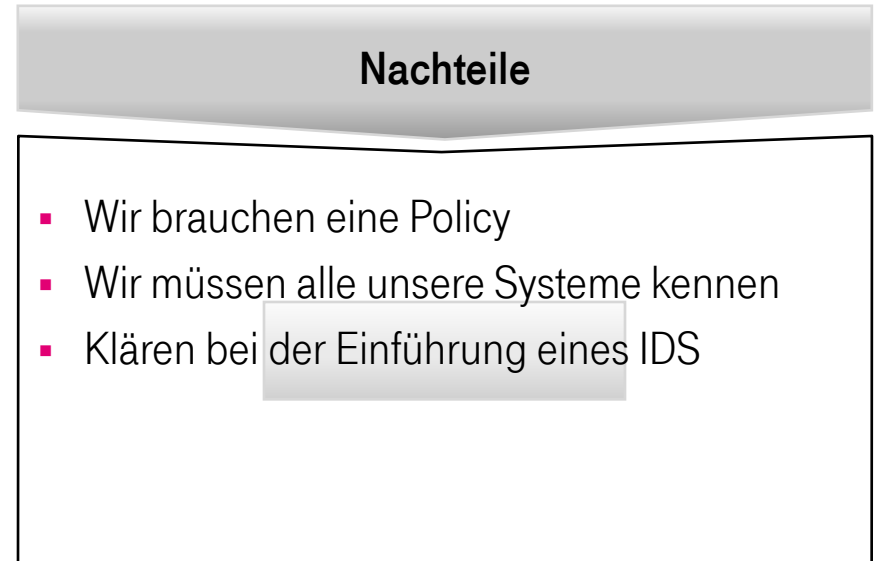 Nachteile
Wir brauchen eine Policy
Wir müssen alle unsere Systeme kennen
Klären bei der Einführung eines IDS